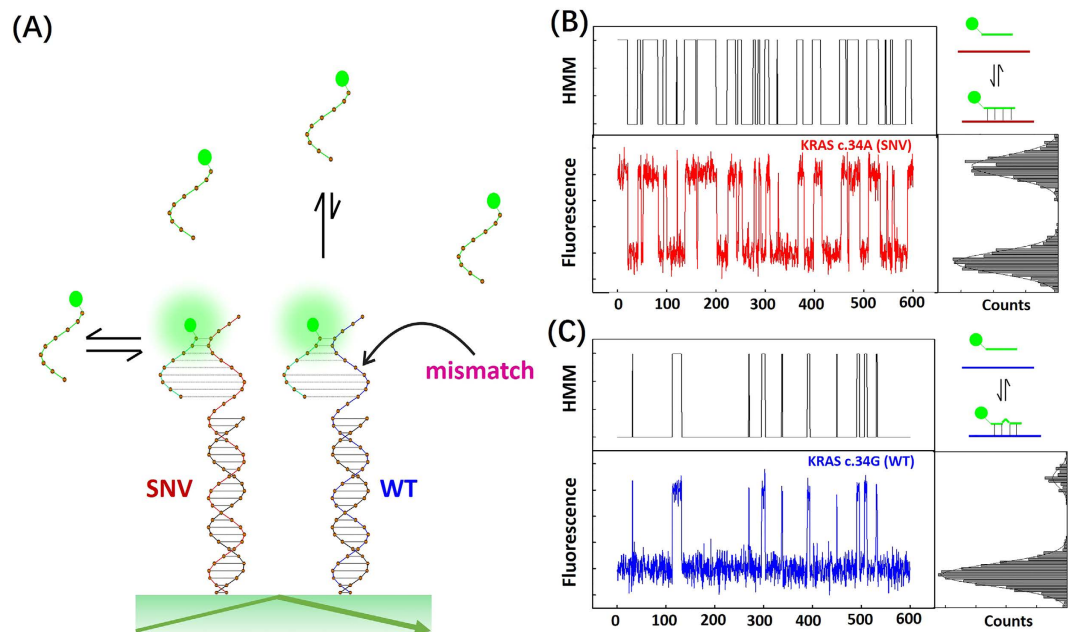 (A)
mismatch
SNV
WT
(B)
HMM
KRAS c.34A (SNV)
Fluorescence
0 100 200 300 400 500 600
Counts
(C)
HMM
KRAS c.34G (WT)
Fluorescence
0 100 200 300 400 500 600
Counts